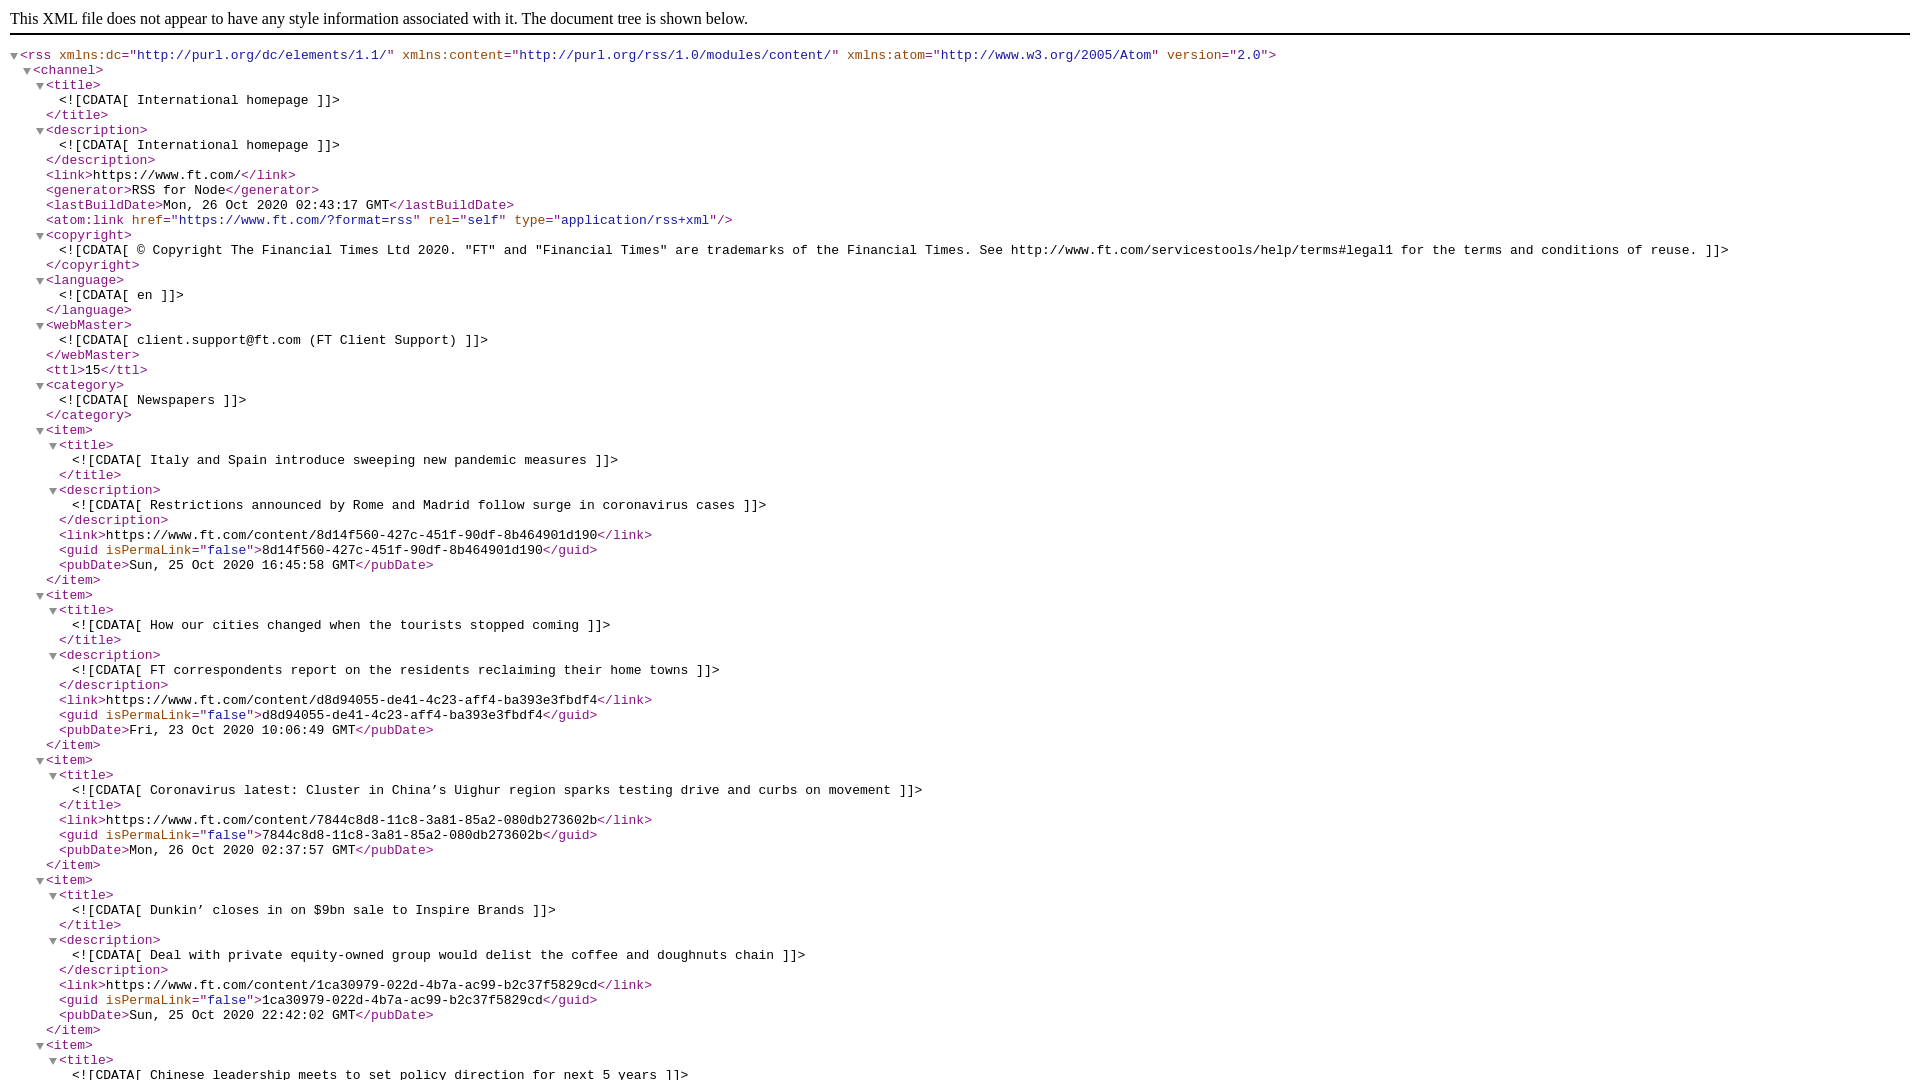 This XML file does not appear to have any style information associated with it. The document tree is shown below.
<rss xmlns:dc="http://purl.org/dc/elements/1.1/" xmlns:content="http://purl.org/rss/1.0/modules/content/" xmlns:atom="http://www.w3.org/2005/Atom" version="2.0">
<channel>
<title>
<![CDATA[ International homepage ]]>
</title>
<description>
<![CDATA[ International homepage ]]>
</description>
<link>https://www.ft.com/</link>
<generator>RSS for Node</generator>
<lastBuildDate>Mon, 26 Oct 2020 02:43:17 GMT</lastBuildDate>
<atom:link href="https://www.ft.com/?format=rss" rel="self" type="application/rss+xml"/>
<copyright>
<![CDATA[ © Copyright The Financial Times Ltd 2020. "FT" and "Financial Times" are trademarks of the Financial Times. See http://www.ft.com/servicestools/help/terms#legal1 for the terms and conditions of reuse. ]]>
</copyright>
<language>
<![CDATA[ en ]]>
</language>
<webMaster>
<![CDATA[ client.support@ft.com (FT Client Support) ]]>
</webMaster>
<ttl>15</ttl>
<category>
<![CDATA[ Newspapers ]]>
</category>
<item>
<title>
<![CDATA[ Italy and Spain introduce sweeping new pandemic measures ]]>
</title>
<description>
<![CDATA[ Restrictions announced by Rome and Madrid follow surge in coronavirus cases ]]>
</description>
<link>https://www.ft.com/content/8d14f560-427c-451f-90df-8b464901d190</link>
<guid isPermaLink="false">8d14f560-427c-451f-90df-8b464901d190</guid>
<pubDate>Sun, 25 Oct 2020 16:45:58 GMT</pubDate>
</item>
<item>
<title>
<![CDATA[ How our cities changed when the tourists stopped coming ]]>
</title>
<description>
<![CDATA[ FT correspondents report on the residents reclaiming their home towns ]]>
</description>
<link>https://www.ft.com/content/d8d94055-de41-4c23-aff4-ba393e3fbdf4</link>
<guid isPermaLink="false">d8d94055-de41-4c23-aff4-ba393e3fbdf4</guid>
<pubDate>Fri, 23 Oct 2020 10:06:49 GMT</pubDate>
</item>
<item>
<title>
<![CDATA[ Coronavirus latest: Cluster in China’s Uighur region sparks testing drive and curbs on movement ]]>
</title>
<link>https://www.ft.com/content/7844c8d8-11c8-3a81-85a2-080db273602b</link>
<guid isPermaLink="false">7844c8d8-11c8-3a81-85a2-080db273602b</guid>
<pubDate>Mon, 26 Oct 2020 02:37:57 GMT</pubDate>
</item>
<item>
<title>
<![CDATA[ Dunkin’ closes in on $9bn sale to Inspire Brands ]]>
</title>
<description>
<![CDATA[ Deal with private equity-owned group would delist the coffee and doughnuts chain ]]>
</description>
<link>https://www.ft.com/content/1ca30979-022d-4b7a-ac99-b2c37f5829cd</link>
<guid isPermaLink="false">1ca30979-022d-4b7a-ac99-b2c37f5829cd</guid>
<pubDate>Sun, 25 Oct 2020 22:42:02 GMT</pubDate>
</item>
<item>
<title>
<![CDATA[ Chinese leadership meets to set policy direction for next 5 years ]]>